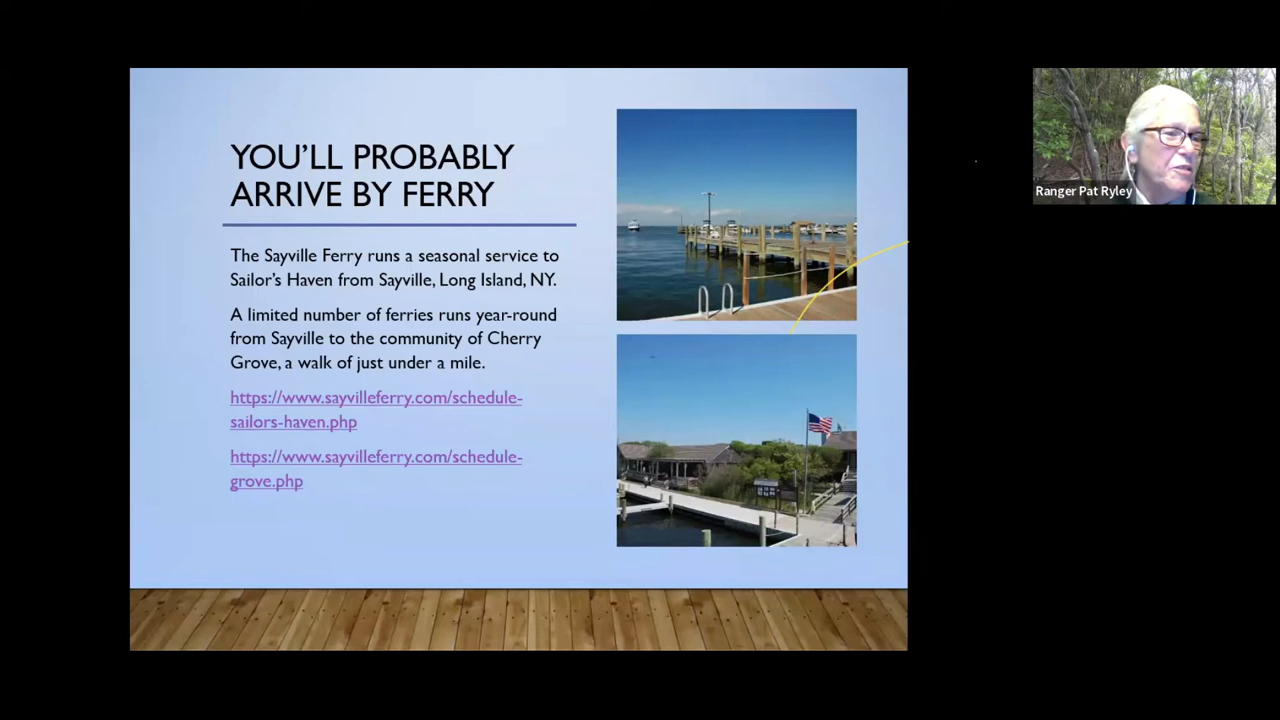 YOU'LL PROBABLY
ARRIVE BY FERRY
The Sayville Ferry runs a seasonal service to
Sailor's Haven from Sayville, Long Island, NY.
A limited number of ferries runs year-round
from Sayville to the community of Cherry
Grove, a walk of just under a mile.
https://www.sayvilleferry.com/schedule-
sailors-haven.php
https://www.sayvilleferry.com/schedule-
grove.php
Ranger Pat Ryley